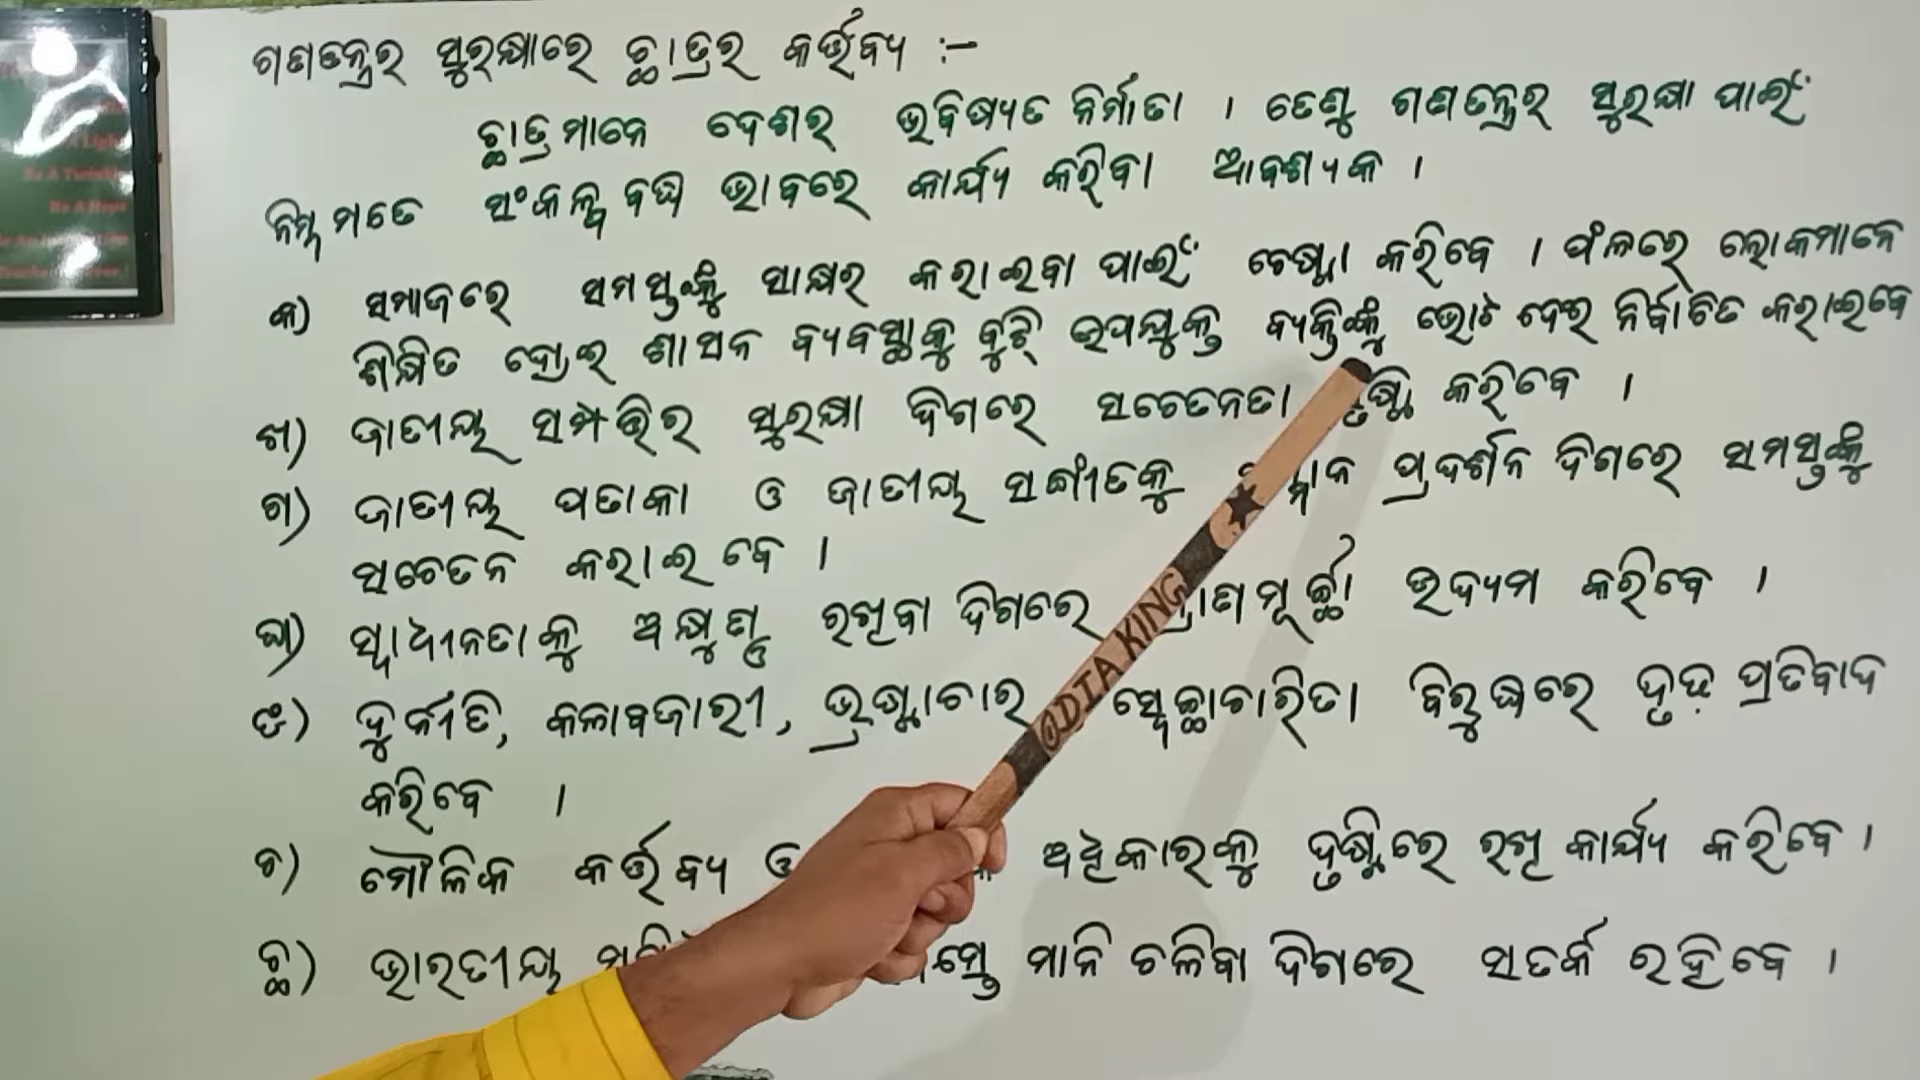 ଗଣତନ୍ତ୍ରର ସୁରକ୍ଷାରେ ଛାତ୍ରର କର୍ତ୍ତବ୍ୟ :-
ଛାତ୍ରମାନେ ଦେଶର ଭବିଷ୍ୟତ ନିର୍ମାତା । ତେଣୁ ଗଣତନ୍ତ୍ରର ସୁରକ୍ଷା ପାଇଁ
ନିମ୍ନମତେ ସଂକଳ୍ପବଦ୍ଧ ଭାବରେ କାର୍ଯ୍ୟ କରିବା ଆବଶ୍ୟକ ।
କ) ସମାଜରେ ସମସ୍ତଙ୍କୁ ସାକ୍ଷର କରାଇବା ପାଇଁ ଚେଷ୍ଟା କରିବେ । ଫଳରେ ଲୋକମାନେ
ଶିକ୍ଷିତ ହୋଇ ଶାସନ ବ୍ୟବସ୍ଥାକୁ ବୁଝି ଉପଯୁକ୍ତ ବ୍ୟକ୍ତିଙ୍କୁ ଭୋଟ ଦେଇ ନିର୍ବାଚିତ କରାଇବେ
ଖ) ଜାତୀୟ ସମ୍ପତ୍ତିର ସୁରକ୍ଷା ଦିଗରେ ସଚେତନତା କରିବେ ।
ଗ) ଜାତୀୟ ପତାକା ଓ ଜାତୀୟ ସଙ୍ଗୀତକୁ ପ୍ରଦର୍ଶନ ଦିଗରେ ସମସ୍ତଙ୍କୁ
ସଚେତନ କରାଇବେ ।
ଘ) ସ୍ୱାଧୀନତାକୁ ଅକ୍ଷୁଣ୍ଣ ରଖିବା ଦିଗରେ ଉଦ୍ୟମ କରିବେ ।
ଙ) ଦୁର୍ନୀତି, କଳାବଜାରୀ, ଭ୍ରଷ୍ଟାଚାର ସ୍ୱେଚ୍ଛାଚାରିତା ବିରୁଦ୍ଧରେ ଦୃଢ଼ ପ୍ରତିବାଦ
କରିବେ ।
ଚ) ମୌଳିକ କର୍ତ୍ତବ୍ୟ ଓ ଅଧିକାରକୁ ଦୃଷ୍ଟିରେ ରଖି କାର୍ଯ୍ୟ କରିବେ ।
ଛ) ଭାରତୀୟ ମାନି ଚଳିବା ଦିଗରେ ସତର୍କ ରହିବେ ।
ODIA KING